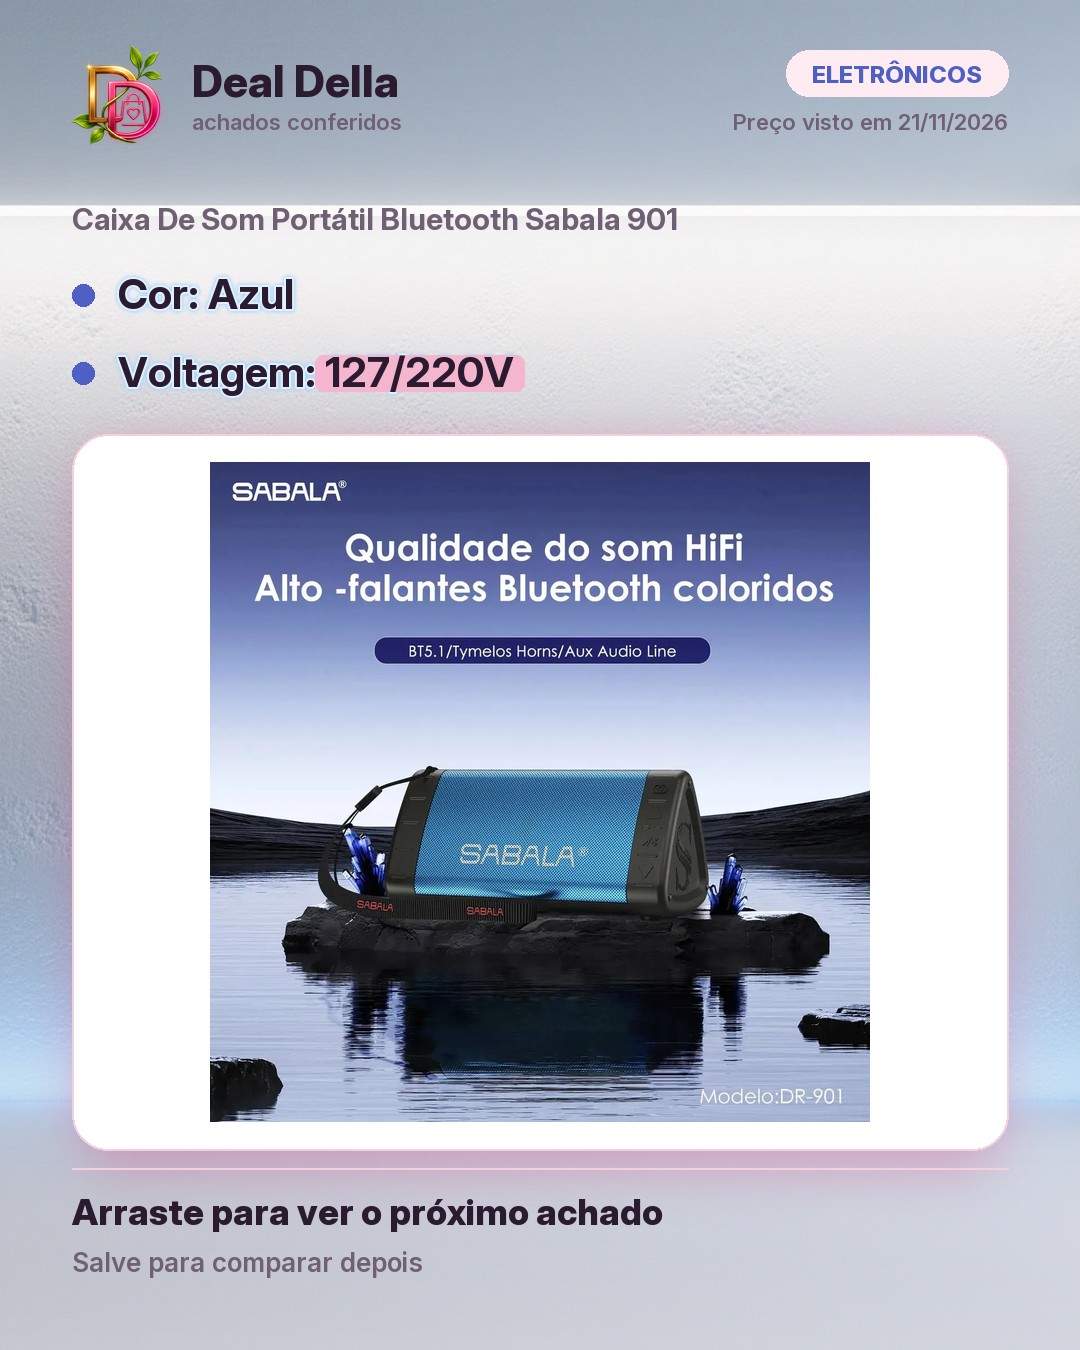 Deal Della
achados conferidos
ELETRÔNICOS
Preço visto em 21/11/2026
Caixa De Som Portátil Bluetooth Sabala 901
Cor: Azul
Voltagem: 127/220V
SABALA®
Qualidade do som HiFi
Alto -falantes Bluetooth coloridos
BT5.1/Tymelos Horns/Aux Audio Line
SABALA®
SABALA SABALA
Modelo:DR-901
Arraste para ver o próximo achado
Salve para comparar depois